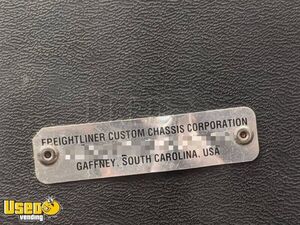 FREIGHTLINER CUSTOM CHASSIS CORPORATION
GAFFNEY, SOUTH CAROLINA, USA
Used
vending